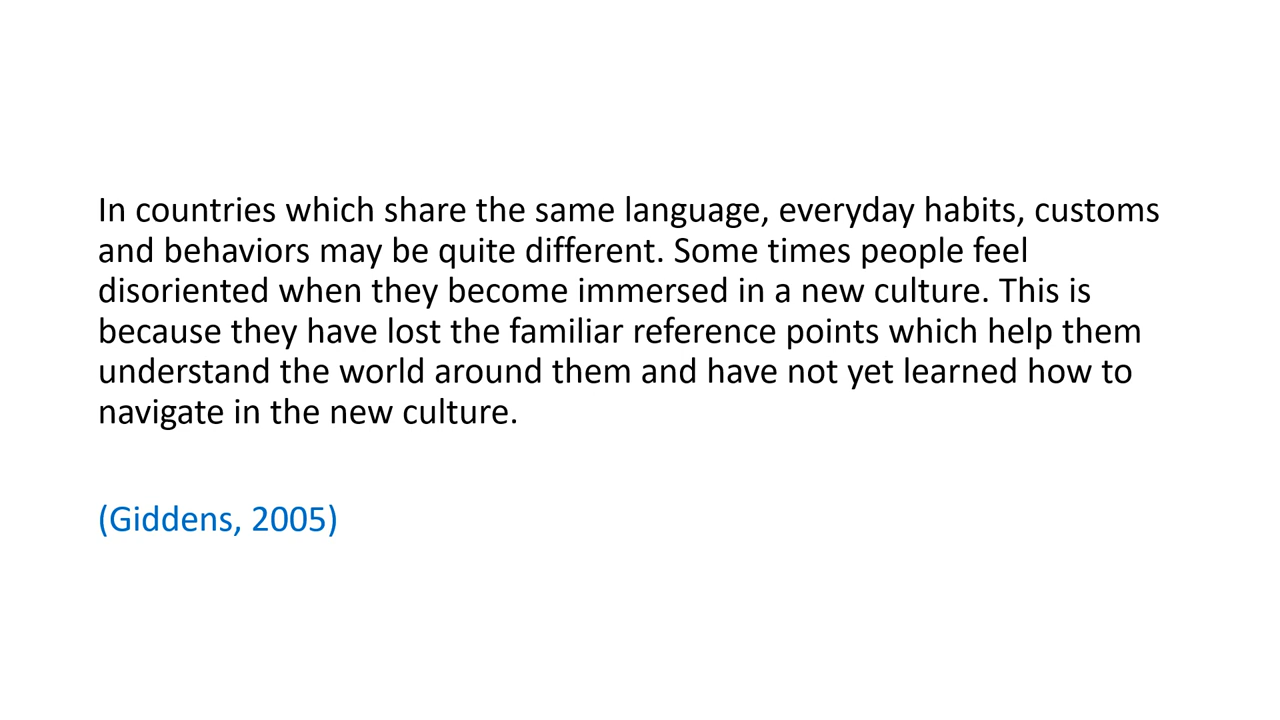 In countries which share the same language, everyday habits, customs
and behaviors may be quite different. Some times people feel
disoriented when they become immersed in a new culture. This is
because they have lost the familiar reference points which help them
understand the world around them and have not yet learned how to
navigate in the new culture.
(Giddens, 2005)